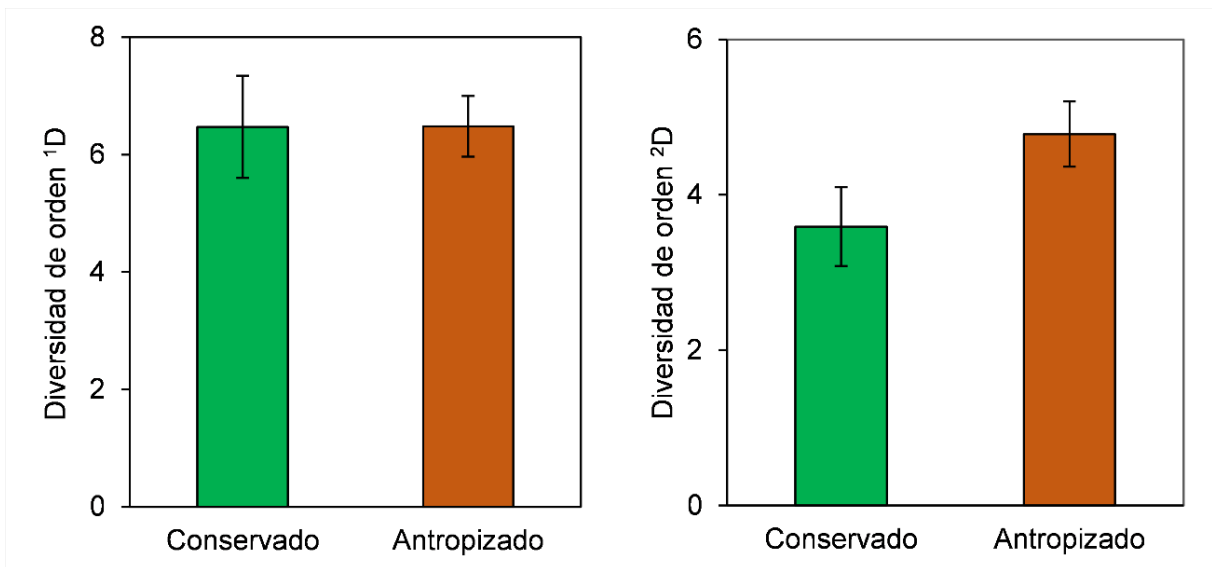 Diversidad de orden ¹D
8
6
4
2
0
Conservado Antropizado
Diversidad de orden ²D
6
4
2
0
Conservado Antropizado